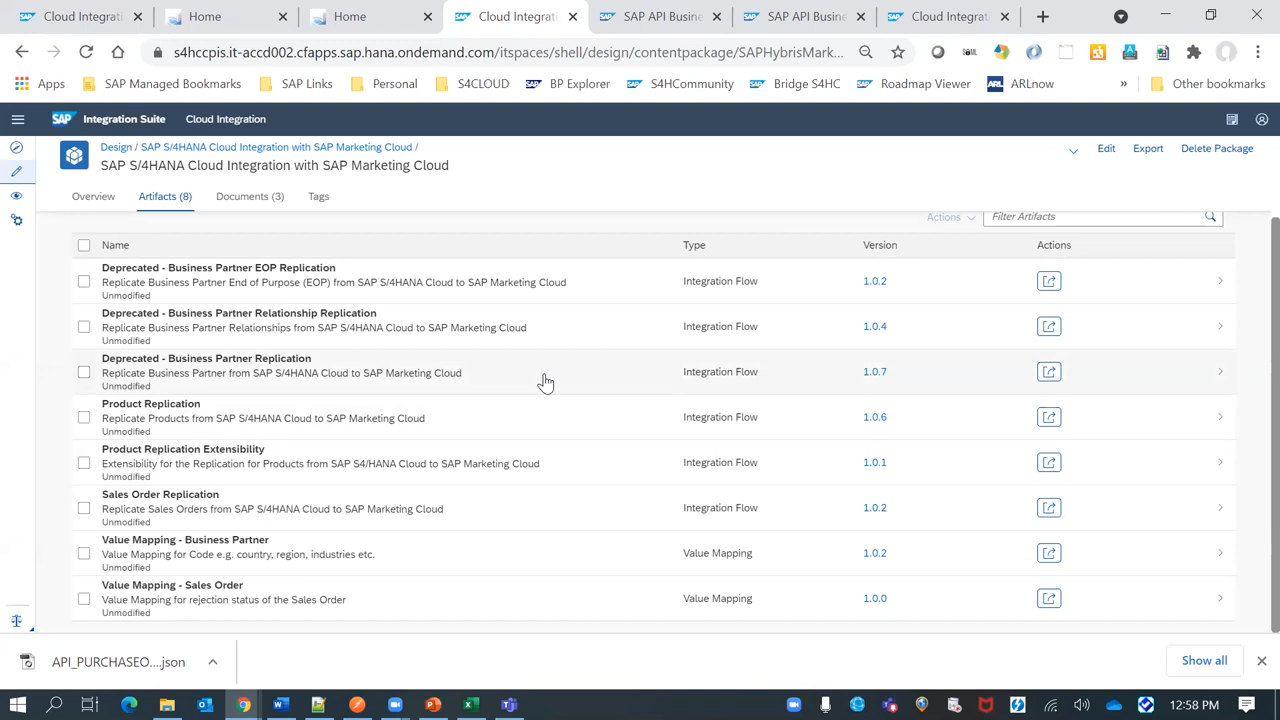 Cloud Integrati
Home
Home
Cloud Integratio
SAP API Busine
SAP API Busine
Cloud Integrati
s4hccpis.it-accd002.cfapps.sap.hana.ondemand.com/itspaces/shell/design/contentpackage/SAPHybrisMark...
Apps
SAP Managed Bookmarks
SAP Links
Personal
S4CLOUD
BP Explorer
S4HCommunity
Bridge S4HC
Roadmap Viewer
ARLnow
»
Other bookmarks
SAP Integration Suite
Cloud Integration
Design / SAP S/4HANA Cloud Integration with SAP Marketing Cloud /
SAP S/4HANA Cloud Integration with SAP Marketing Cloud
Edit
Export
Delete Package
Overview
Artifacts (8)
Documents (3)
Tags
Actions
Filter Artifacts
Name
Type
Version
Actions
Deprecated - Business Partner EOP Replication
Replicate Business Partner End of Purpose (EOP) from SAP S/4HANA Cloud to SAP Marketing Cloud
Unmodified
Integration Flow
1.0.2
Deprecated - Business Partner Relationship Replication
Replicate Business Partner Relationships from SAP S/4HANA Cloud to SAP Marketing Cloud
Unmodified
Integration Flow
1.0.4
Deprecated - Business Partner Replication
Replicate Business Partner from SAP S/4HANA Cloud to SAP Marketing Cloud
Unmodified
Integration Flow
1.0.7
Product Replication
Replicate Products from SAP S/4HANA Cloud to SAP Marketing Cloud
Unmodified
Integration Flow
1.0.6
Product Replication Extensibility
Extensibility for the Replication for Products from SAP S4/HANA Cloud to SAP Marketing Cloud
Unmodified
Integration Flow
1.0.1
Sales Order Replication
Replicate Sales Orders from SAP S/4HANA Cloud to SAP Marketing Cloud
Unmodified
Integration Flow
1.0.2
Value Mapping - Business Partner
Value Mapping for Code e.g. country, region, industries etc.
Unmodified
Value Mapping
1.0.2
Value Mapping - Sales Order
Value Mapping for rejection status of the Sales Order
Unmodified
Value Mapping
1.0.0
API_PURCHASEO....json
Show all
12:58 PM